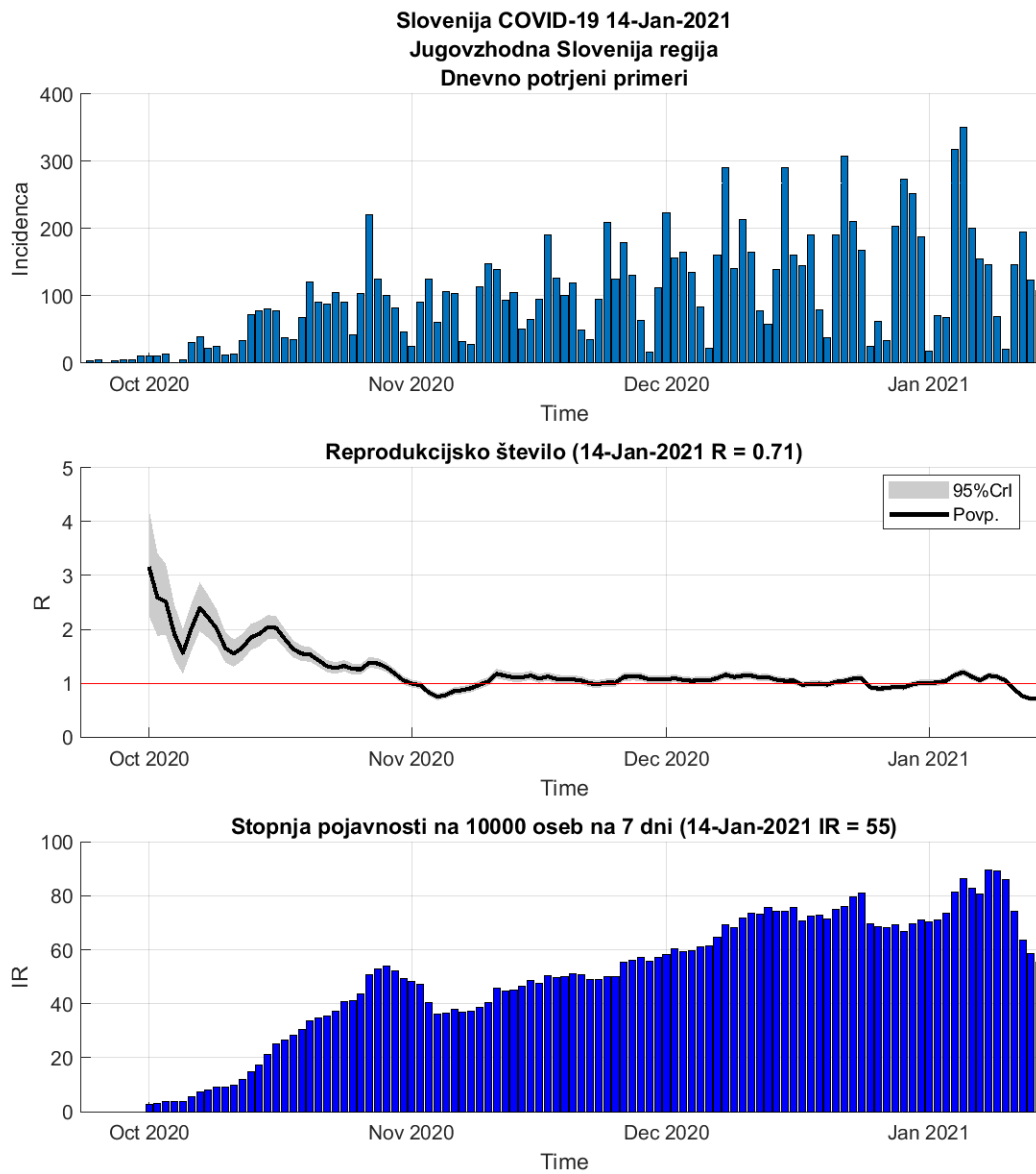 Slovenija COVID-19 14-Jan-2021
Jugovzhodna Slovenija regija
Dnevno potrjeni primeri
400
300
200
100
0
Incidenca
Oct 2020
Nov 2020
Dec 2020
Jan 2021
Time
Reprodukcijsko število (14-Jan-2021 R = 0.71)
5
4
3
2
1
0
R
95%CrI
Povp.
Oct 2020
Nov 2020
Dec 2020
Jan 2021
Time
Stopnja pojavnosti na 10000 oseb na 7 dni (14-Jan-2021 IR = 55)
100
80
60
40
20
0
IR
Oct 2020
Nov 2020
Dec 2020
Jan 2021
Time